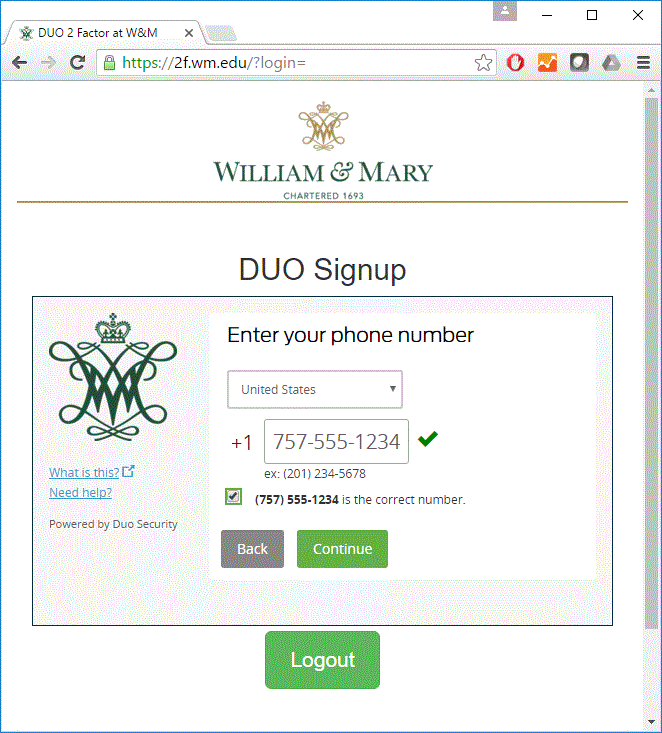 DUO 2 Factor at W&M
https://2f.wm.edu/?login=
WILLIAM & MARY
CHARTERED 1693
DUO Signup
Enter your phone number
United States
+1 757-555-1234
ex: (201) 234-5678
What is this?
(757) 555-1234 is the correct number.
Need help?
Powered by Duo Security
Back Continue
Logout